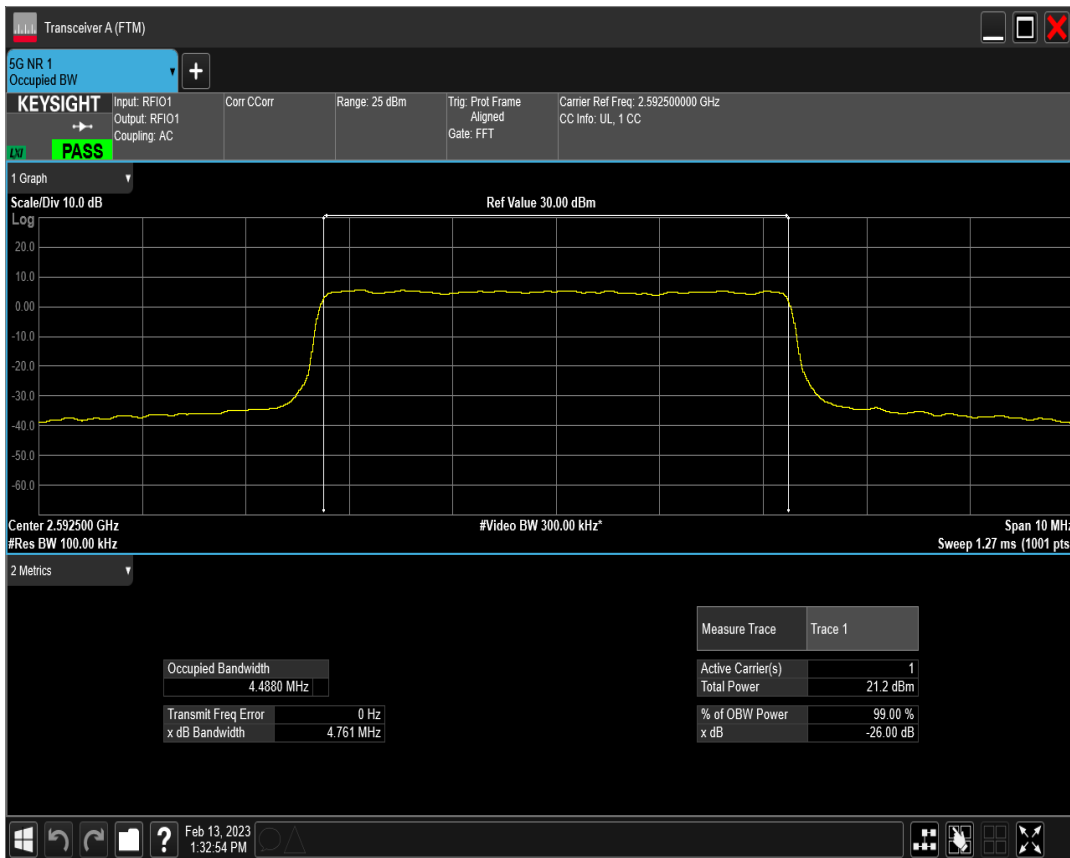 Transceiver A (FTM)
5G NR 1
Occupied BW
+
KEYSIGHT
LXI
PASS
Input: RFIO1
Output: RFIO1
Coupling: AC
Corr CCorr
Range: 25 dBm
Trig: Prot Frame
Aligned
Gate: FFT
Carrier Ref Freq: 2.592500000 GHz
CC Info: UL, 1 CC
1 Graph
Scale/Div 10.0 dB
Ref Value 30.00 dBm
Log
20.0
10.0
0.00
-10.0
-20.0
-30.0
-40.0
-50.0
-60.0
Center 2.592500 GHz
#Video BW 300.00 kHz*
Span 10 MHz
#Res BW 100.00 kHz
Sweep 1.27 ms (1001 pts
2 Metrics
Measure Trace Trace 1
Occupied Bandwidth
4.4880 MHz
Active Carrier(s) 1
Total Power 21.2 dBm
Transmit Freq Error 0 Hz
x dB Bandwidth 4.761 MHz
% of OBW Power 99.00 %
x dB -26.00 dB
?
Feb 13, 2023
1:32:54 PM